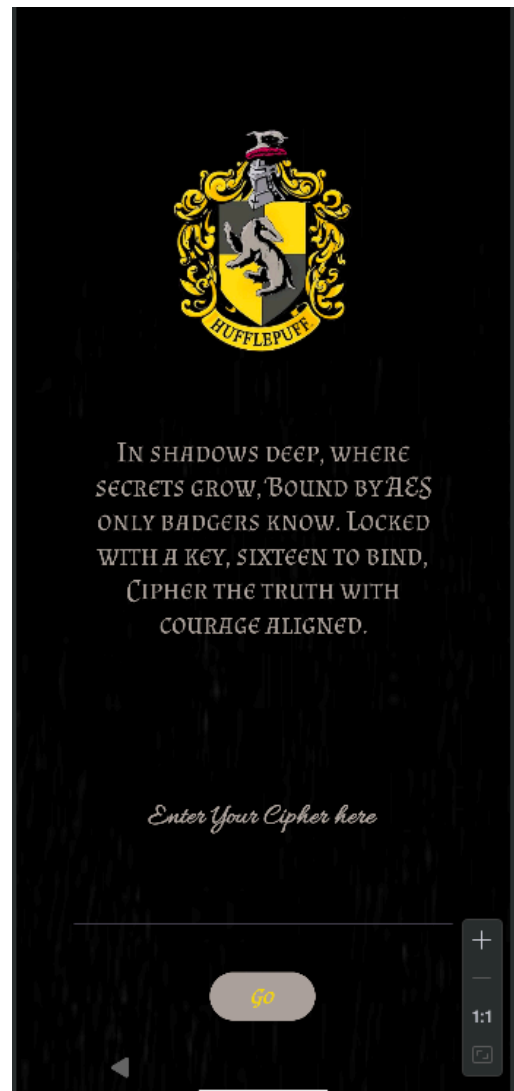 HUFFLEPUFF
In shadows deep, where
secrets grow, Bound by AES
only badgers know. Locked
with a key, sixteen to bind,
Cipher the truth with
courage aligned.
Enter Your Cipher here
Go
1:1